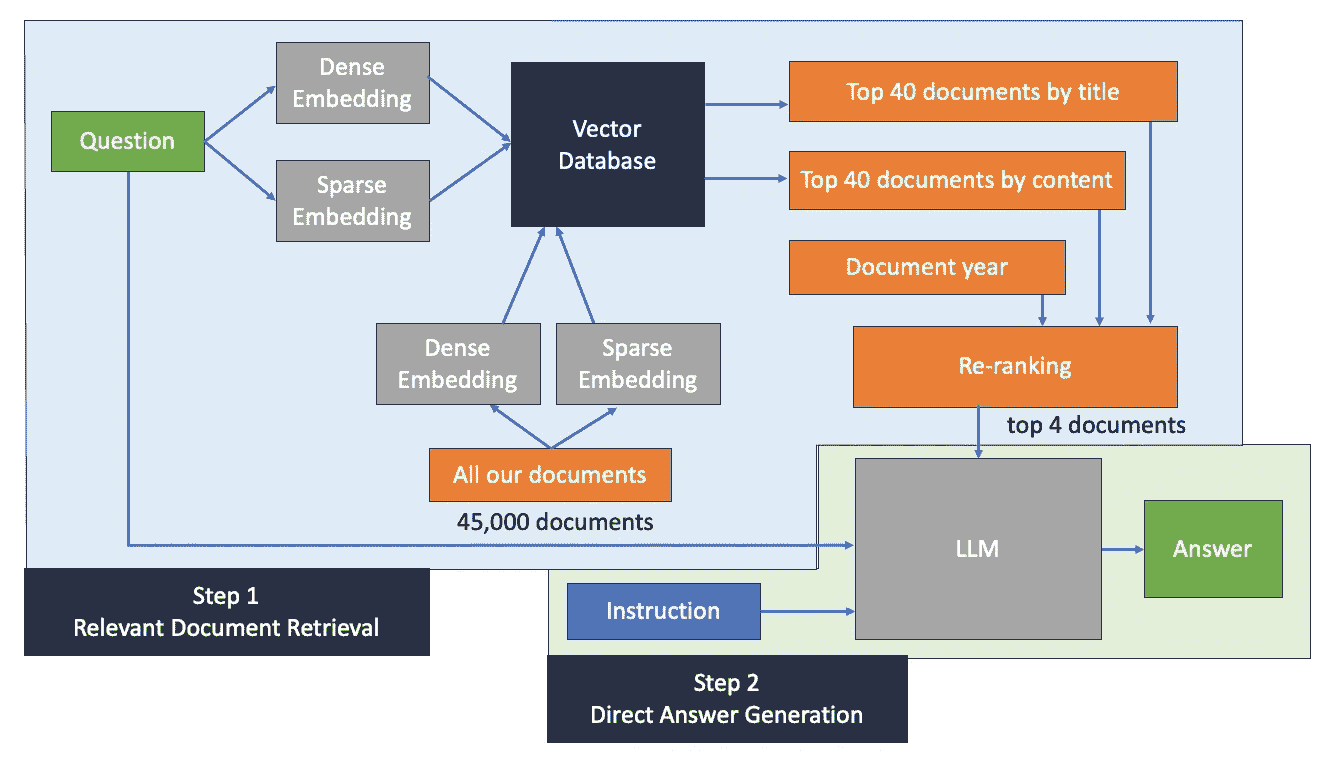 Question
Dense
Embedding
Sparse
Embedding
Vector
Database
Top 40 documents by title
Top 40 documents by content
Document year
Re-ranking
top 4 documents
Dense
Embedding
Sparse
Embedding
All our documents
45,000 documents
Step 1
Relevant Document Retrieval
LLM
Answer
Instruction
Step 2
Direct Answer Generation